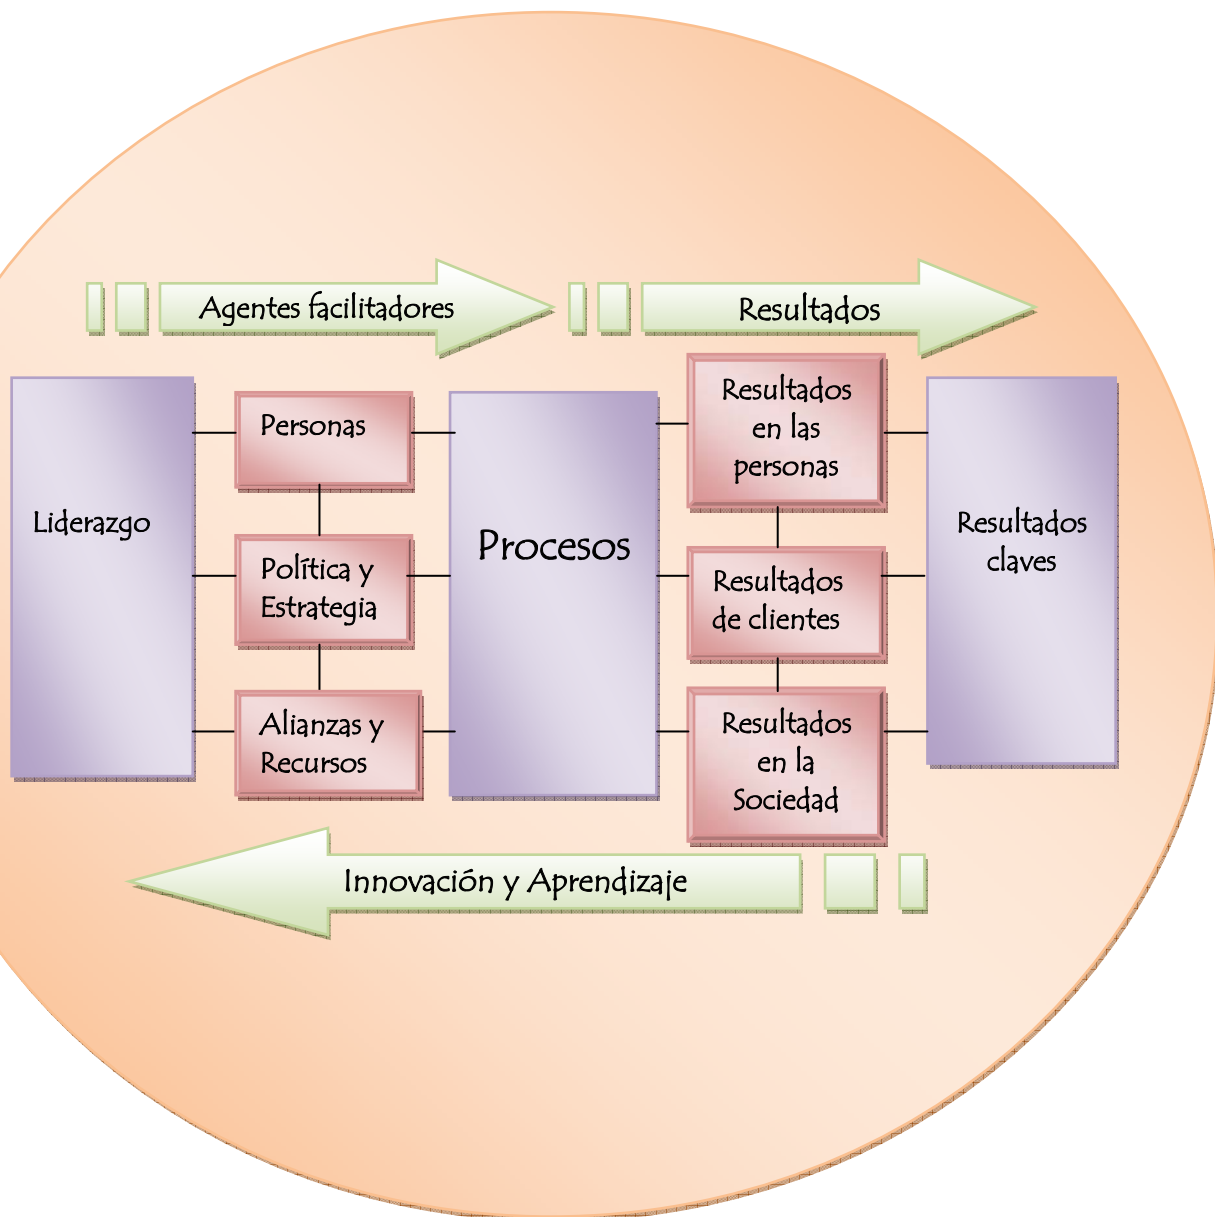 Agentes facilitadores
Resultados
Liderazgo
Personas
Política y
Estrategia
Alianzas y
Recursos
Procesos
Resultados
en las
personas
Resultados
de clientes
Resultados
en la
Sociedad
Resultados
claves
Innovación y Aprendizaje